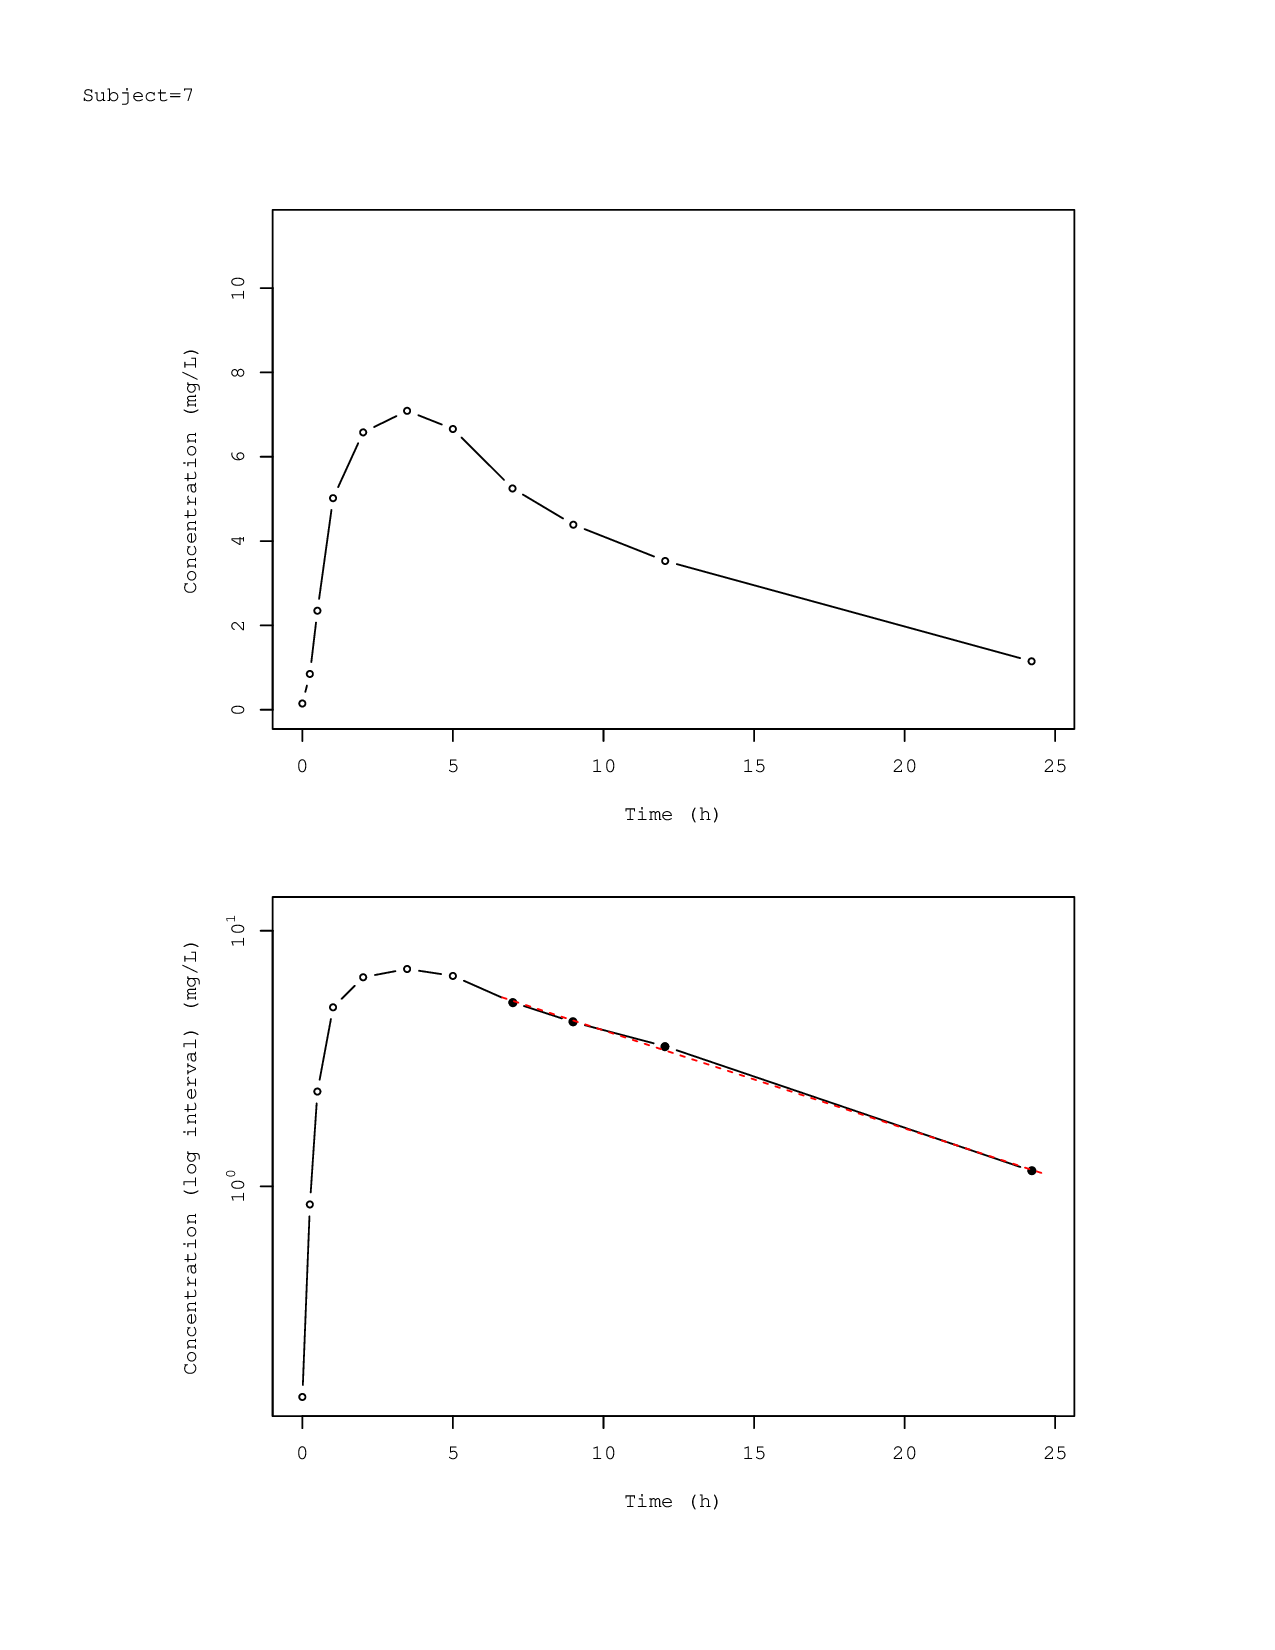 Subject=7
Concentration (mg/L)
10
8
6
4
2
0
0 5 10 15 20 25
Time (h)
Concentration (log interval) (mg/L)
10¹
10⁰
0 5 10 15 20 25
Time (h)